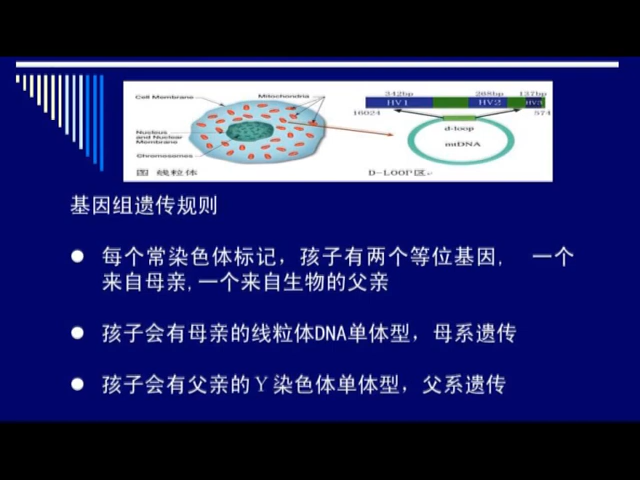 Cell Membrane
Mitochondria
Nucleus
and Nuclear
Membrane
Chromosomes
图 线粒体
342bp 268bp 137bp
HV1 HV2 HV3
16024 574
d-loop
mtDNA
D-LOOP区
基因组遗传规则
● 每个常染色体标记，孩子有两个等位基因, 一个
来自母亲,一个来自生物的父亲
● 孩子会有母亲的线粒体DNA单体型，母系遗传
● 孩子会有父亲的Ｙ染色体单体型，父系遗传